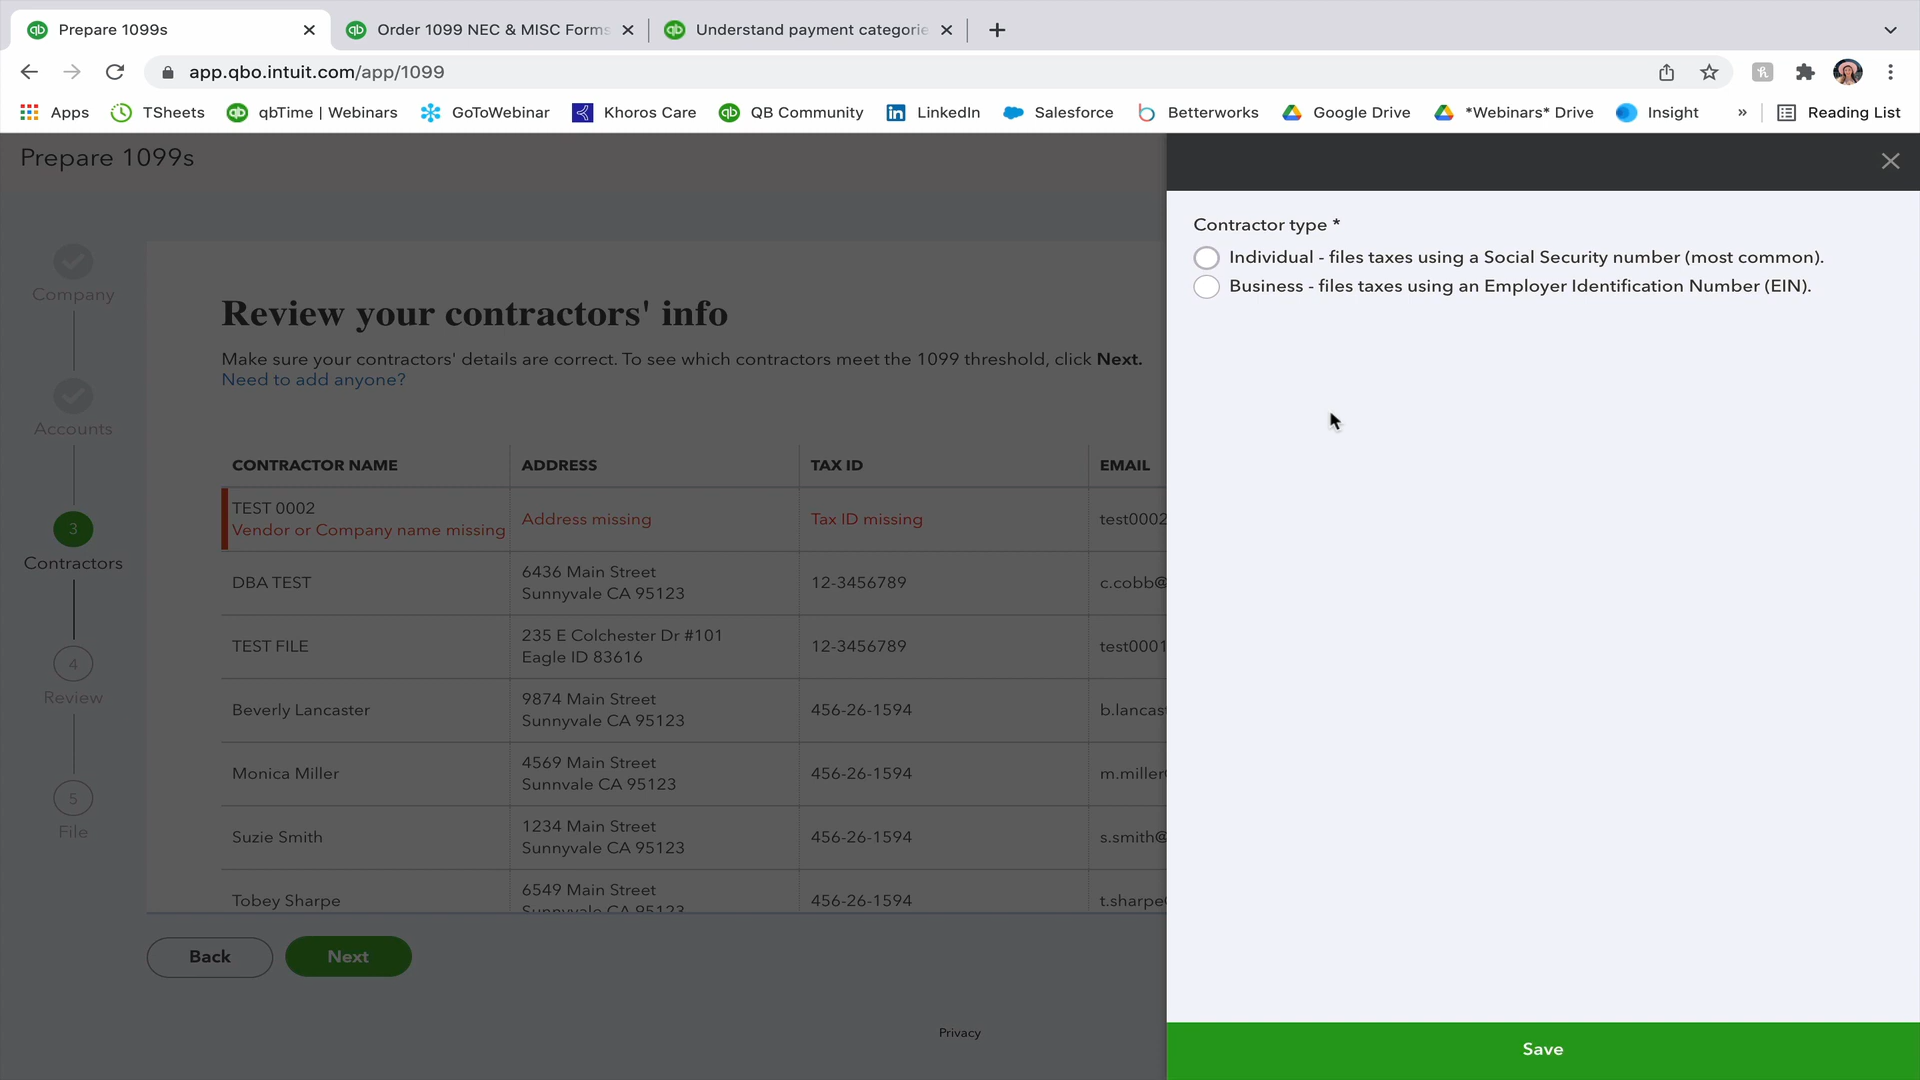 Prepare 1099s
Order 1099 NEC & MISC Forms
Understand payment categorie
app.qbo.intuit.com/app/1099
Apps
TSheets
qbTime | Webinars
GoToWebinar
Khoros Care
QB Community
LinkedIn
Salesforce
Betterworks
Google Drive
*Webinars* Drive
Insight
»
Reading List
Prepare 1099s
Company
Accounts
3
Contractors
4
Review
5
File
Review your contractors' info
Make sure your contractors' details are correct. To see which contractors meet the 1099 threshold, click Next.
Need to add anyone?
CONTRACTOR NAME ADDRESS TAX ID EMAIL
TEST 0002
Vendor or Company name missing
Address missing
Tax ID missing
test0002
DBA TEST
6436 Main Street
Sunnyvale CA 95123
12-3456789
c.cobb@
TEST FILE
235 E Colchester Dr #101
Eagle ID 83616
12-3456789
test0001
Beverly Lancaster
9874 Main Street
Sunnyvale CA 95123
456-26-1594
b.lancas
Monica Miller
4569 Main Street
Sunnvale CA 95123
456-26-1594
m.miller
Suzie Smith
1234 Main Street
Sunnyvale CA 95123
456-26-1594
s.smith@
Tobey Sharpe
6549 Main Street
Sunnyvale CA 95123
456-26-1594
t.sharpe
Back
Next
Privacy
Contractor type *
Individual - files taxes using a Social Security number (most common).
Business - files taxes using an Employer Identification Number (EIN).
Save